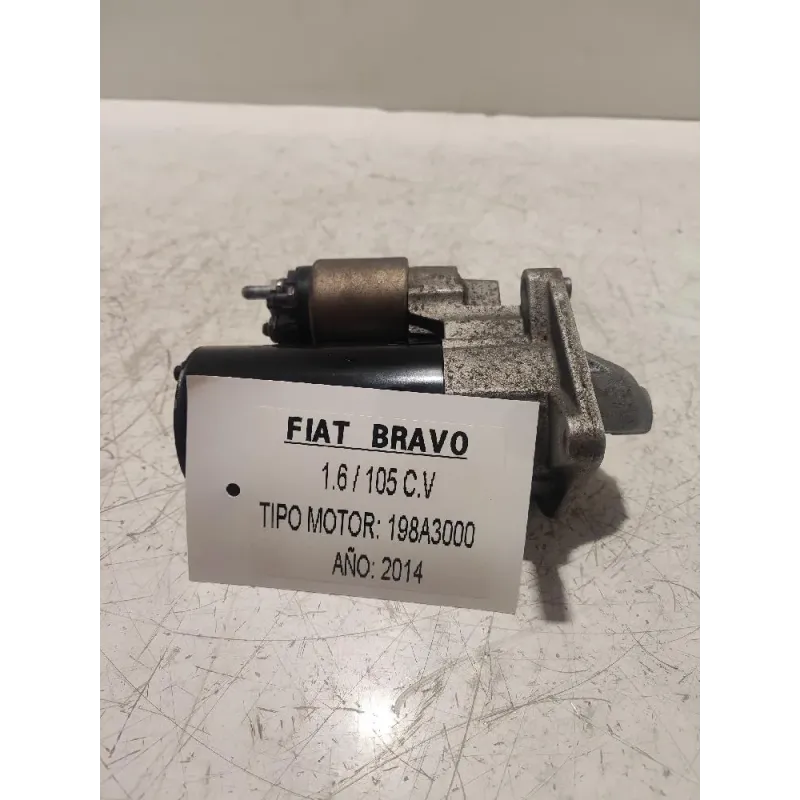 FIAT BRAVO
1.6 / 105 C.V
TIPO MOTOR: 198A3000
AÑO: 2014